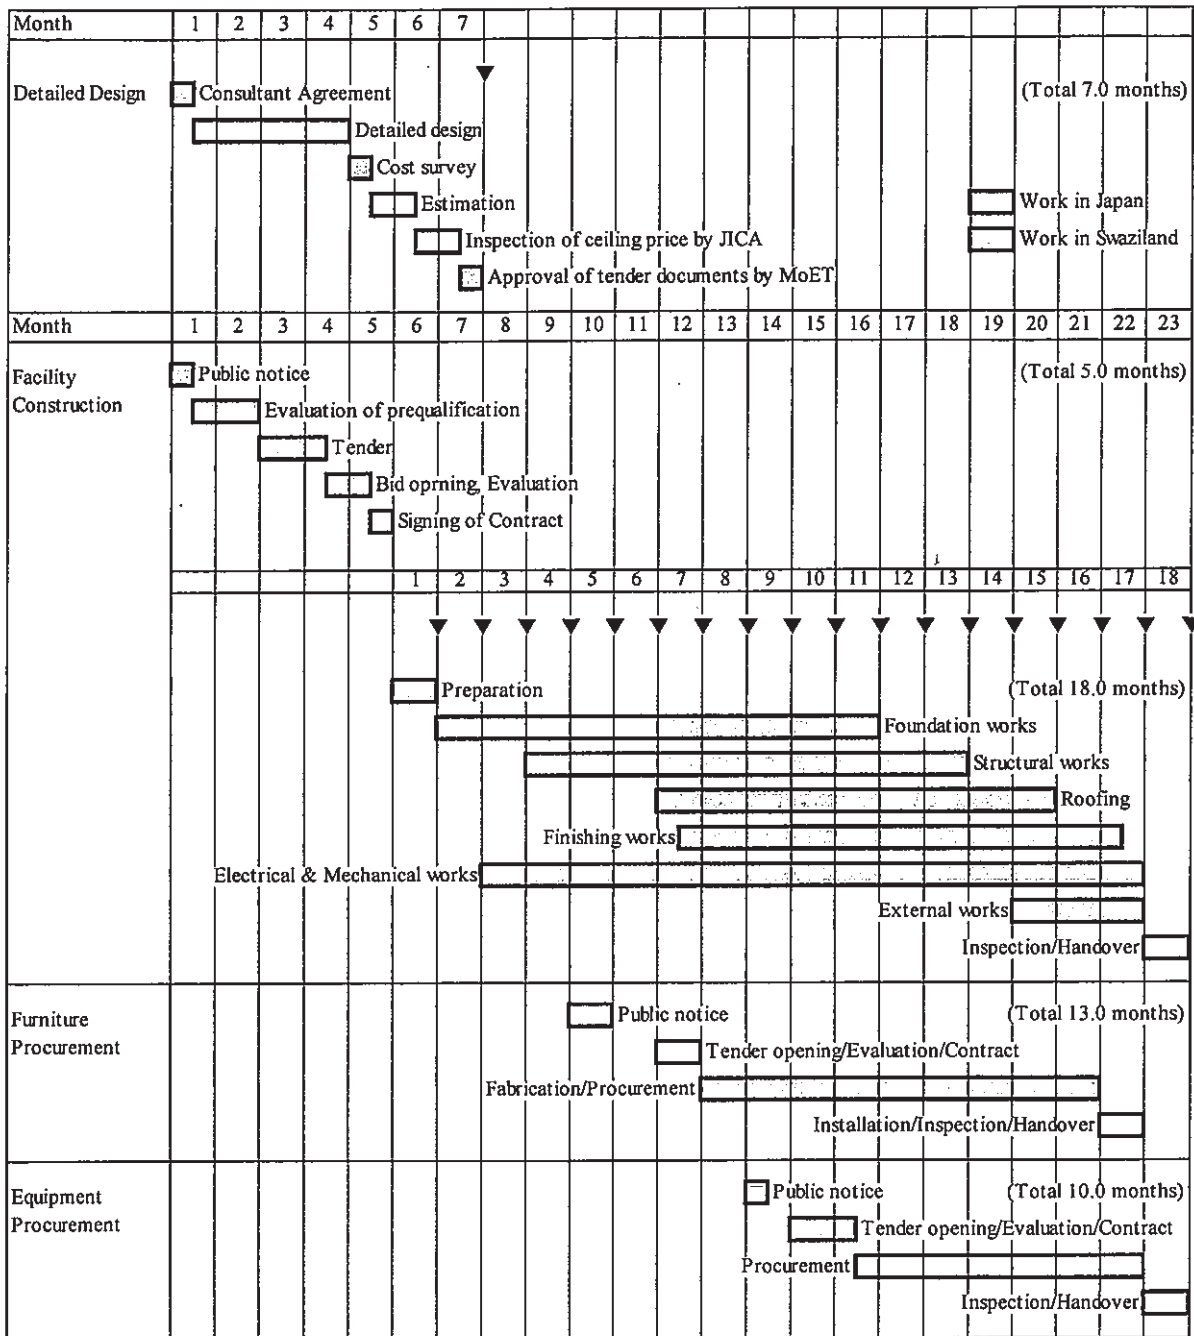 Month 1 2 3 4 5 6 7
Detailed Design Consultant Agreement (Total 7.0 months)
Detailed design
Cost survey
Estimation Work in Japan
Inspection of ceiling price by JICA Work in Swaziland
Approval of tender documents by MoET
Month 1 2 3 4 5 6 7 8 9 10 11 12 13 14 15 16 17 18 19 20 21 22 23
Facility Public notice (Total 5.0 months)
Construction Evaluation of prequalification
Tender
Bid oprning, Evaluation
Signing of Contract
1 2 3 4 5 6 7 8 9 10 11 12 13 14 15 16 17 18
Preparation (Total 18.0 months)
Foundation works
Structural works
Roofing
Finishing works
Electrical & Mechanical works
External works
Inspection/Handover
Furniture Public notice (Total 13.0 months)
Procurement Tender opening/Evaluation/Contract
Fabrication/Procurement
Installation/Inspection/Handover
Equipment Public notice (Total 10.0 months)
Procurement Tender opening/Evaluation/Contract
Procurement
Inspection/Handover